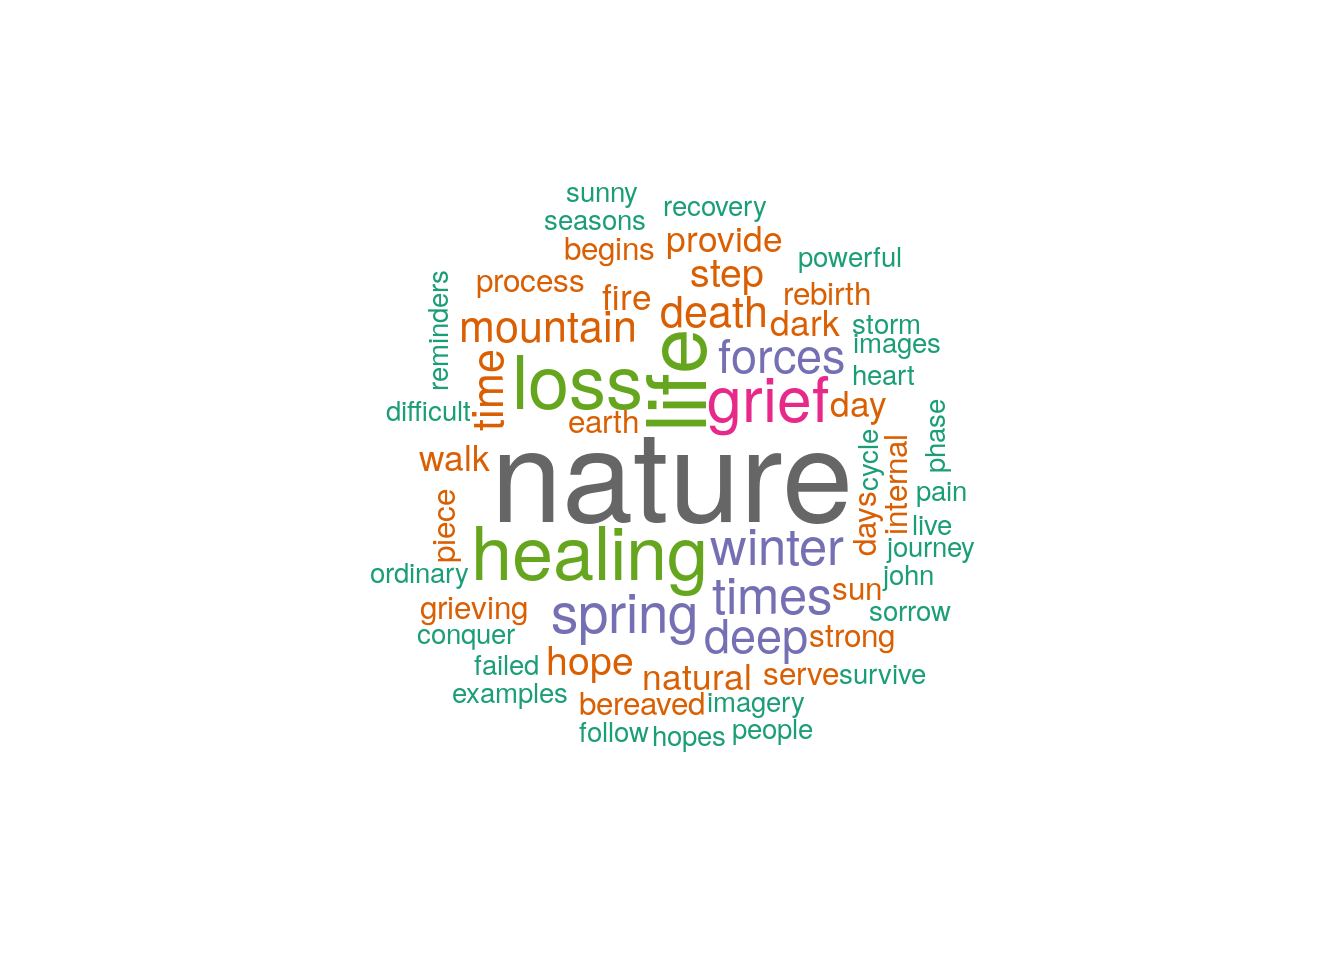 sunny
recovery
seasons
begins
provide
powerful
process
step
reminders
fire
rebirth
mountain
death
dark
storm
images
time
loss
life
forces
heart
difficult
grief
day
earth
phase
walk
nature
cycle
internal
pain
piece
days
live
healing
winter
journey
ordinary
john
times
sun
grieving
spring
sorrow
conquer
deep
strong
failed
hope
natural
serve
survive
examples
bereaved
imagery
follow
hopes
people